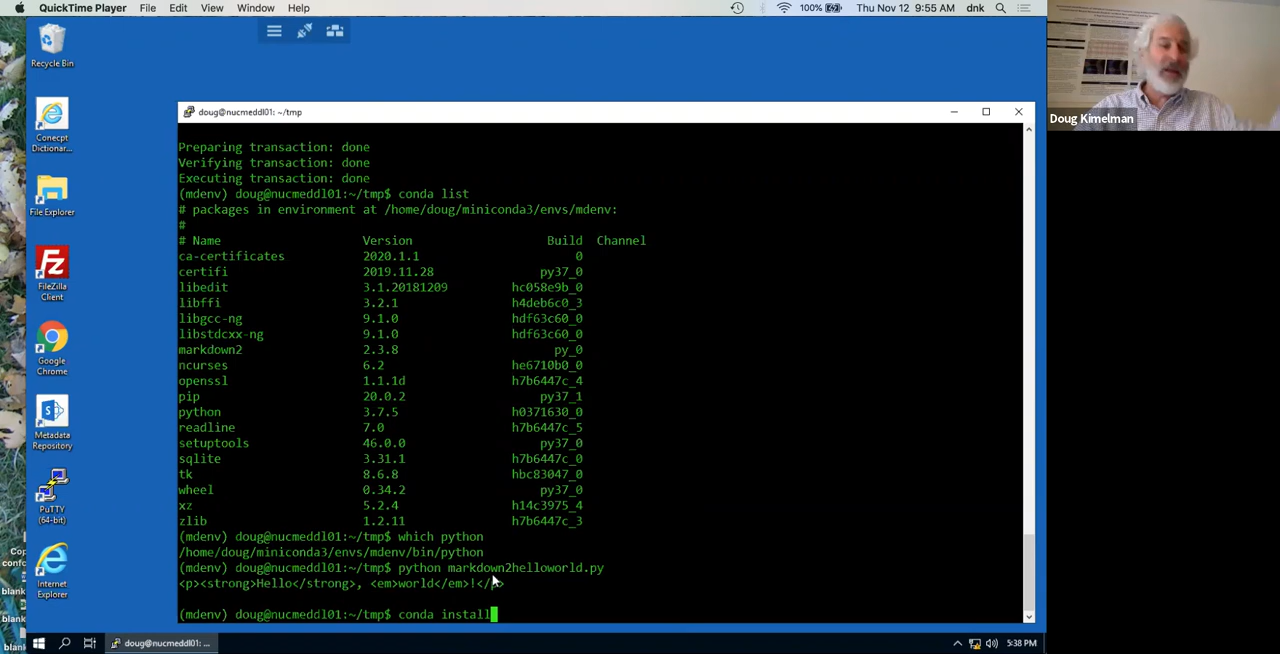 QuickTime Player File Edit View Window Help
100% Thu Nov 12 9:55 AM dnk
Doug Kimelman
Recycle Bin
Conecpt
Dictionar...
File Explorer
FileZilla
Client
Google
Chrome
Metadata
Repository
PuTTY
(64-bit)
Internet
Explorer
Cop
confo
blank
blank
blank
doug@nucmeddl01: ~/tmp
Preparing transaction: done
Verifying transaction: done
Executing transaction: done
(mdenv) doug@nucmeddl01:~/tmp$ conda list
# packages in environment at /home/doug/miniconda3/envs/mdenv:
#
# Name Version Build Channel
ca-certificates 2020.1.1 0
certifi 2019.11.28 py37_0
libedit 3.1.20181209 hc058e9b_0
libffi 3.2.1 h4deb6c0_3
libgcc-ng 9.1.0 hdf63c60_0
libstdcxx-ng 9.1.0 hdf63c60_0
markdown2 2.3.8 py_0
ncurses 6.2 he6710b0_0
openssl 1.1.1d h7b6447c_4
pip 20.0.2 py37_1
python 3.7.5 h0371630_0
readline 7.0 h7b6447c_5
setuptools 46.0.0 py37_0
sqlite 3.31.1 h7b6447c_0
tk 8.6.8 hbc83047_0
wheel 0.34.2 py37_0
xz 5.2.4 h14c3975_4
zlib 1.2.11 h7b6447c_3
(mdenv) doug@nucmeddl01:~/tmp$ which python
/home/doug/miniconda3/envs/mdenv/bin/python
(mdenv) doug@nucmeddl01:~/tmp$ python markdown2helloworld.py
<p><strong>Hello</strong>, <em>world</em>!</p>
(mdenv) doug@nucmeddl01:~/tmp$ conda install
doug@nucmeddl01: ...
5:38 PM